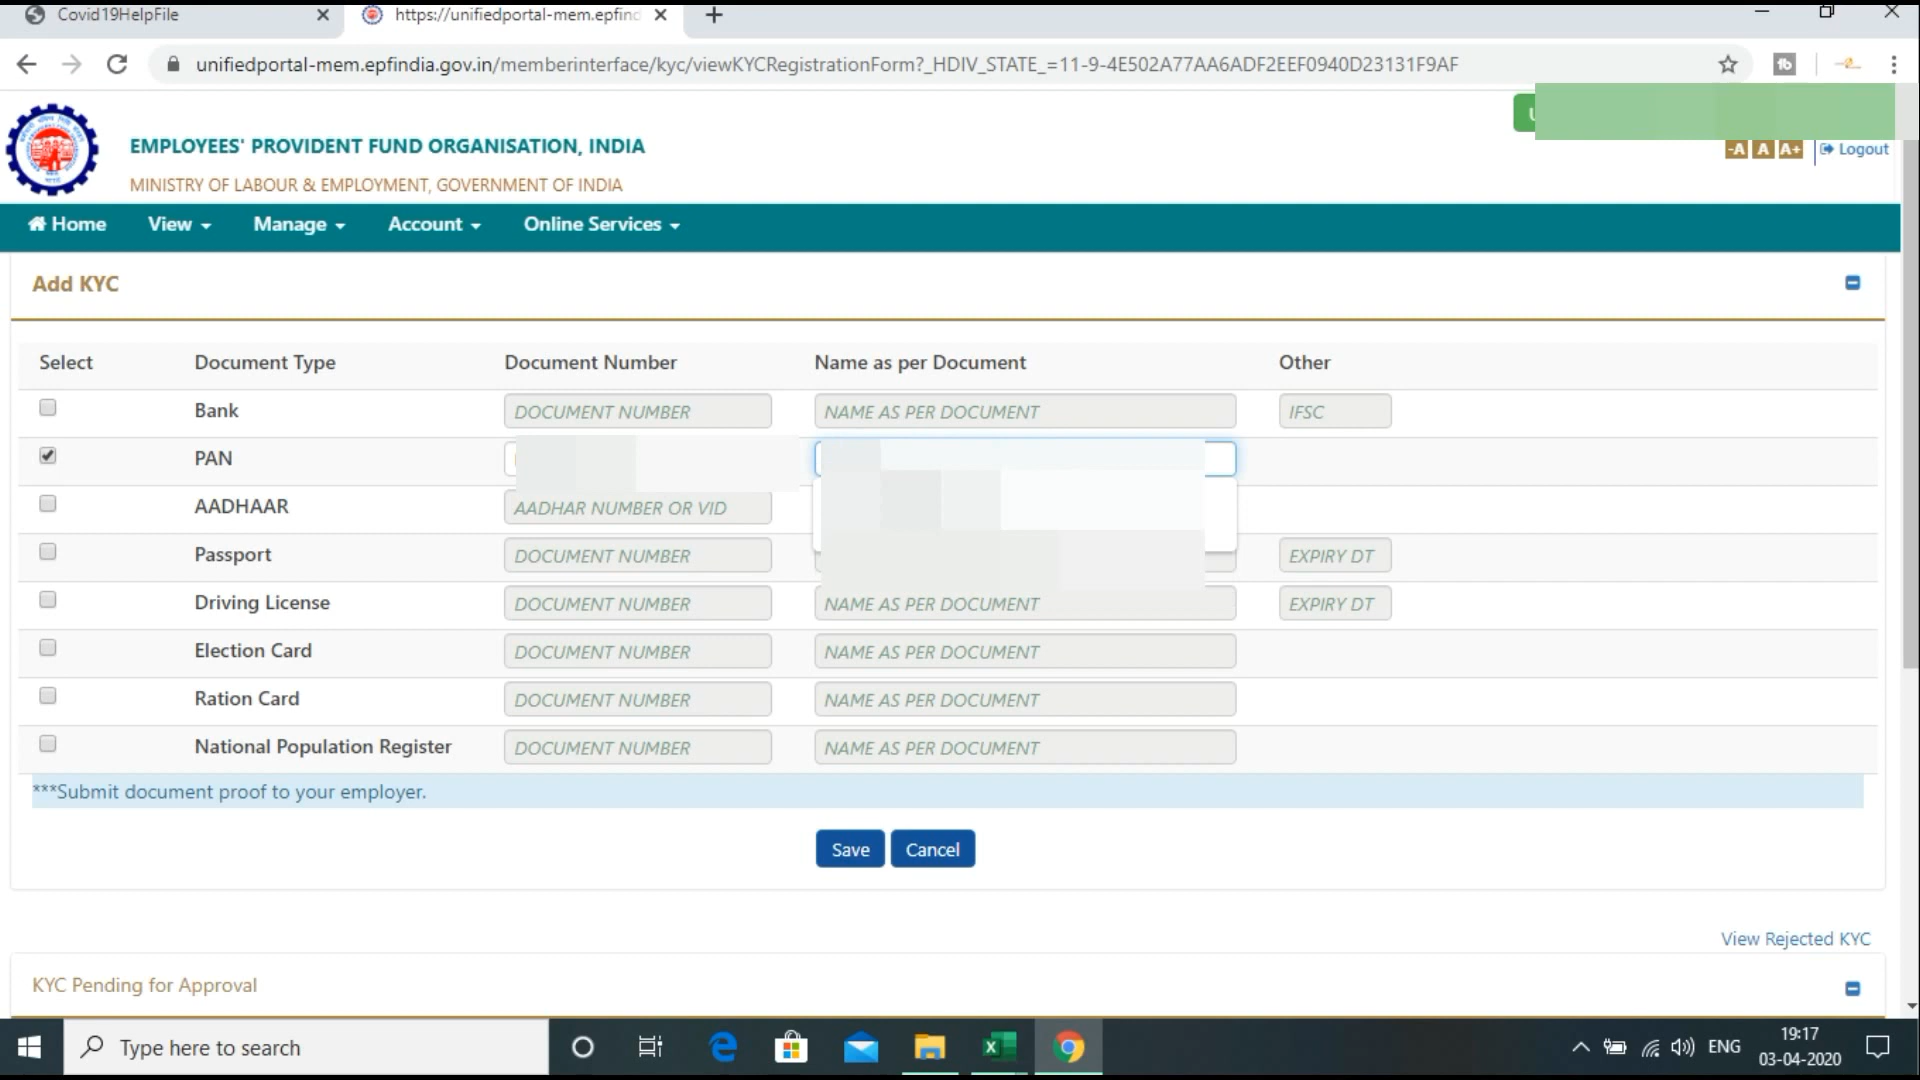 Covid19HelpFile
https://unifiedportal-mem.epfind
unifiedportal-mem.epfindia.gov.in/memberinterface/kyc/viewKYCRegistrationForm?_HDIV_STATE_=11-9-4E502A77AA6ADF2EEF0940D23131F9AF
EMPLOYEES' PROVIDENT FUND ORGANISATION, INDIA
MINISTRY OF LABOUR & EMPLOYMENT, GOVERNMENT OF INDIA
-A A A+ Logout
Home View Manage Account Online Services
Add KYC
Select Document Type Document Number Name as per Document Other
Bank DOCUMENT NUMBER NAME AS PER DOCUMENT IFSC
PAN
AADHAAR AADHAR NUMBER OR VID
Passport DOCUMENT NUMBER EXPIRY DT
Driving License DOCUMENT NUMBER NAME AS PER DOCUMENT EXPIRY DT
Election Card DOCUMENT NUMBER NAME AS PER DOCUMENT
Ration Card DOCUMENT NUMBER NAME AS PER DOCUMENT
National Population Register DOCUMENT NUMBER NAME AS PER DOCUMENT
***Submit document proof to your employer.
Save Cancel
View Rejected KYC
KYC Pending for Approval
Type here to search
ENG
19:17
03-04-2020